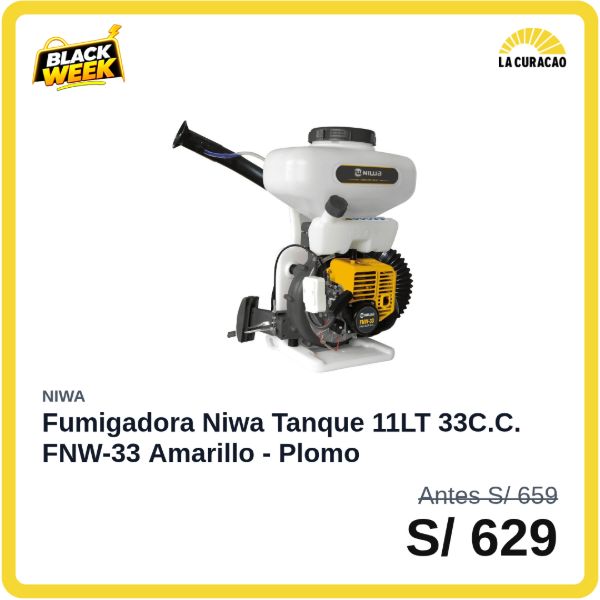 BLACK
WEEK
LA CURACAO
NIWA
FNW-33
NIWA
Fumigadora Niwa Tanque 11LT 33C.C.
FNW-33 Amarillo - Plomo
Antes S/ 659
S/ 629